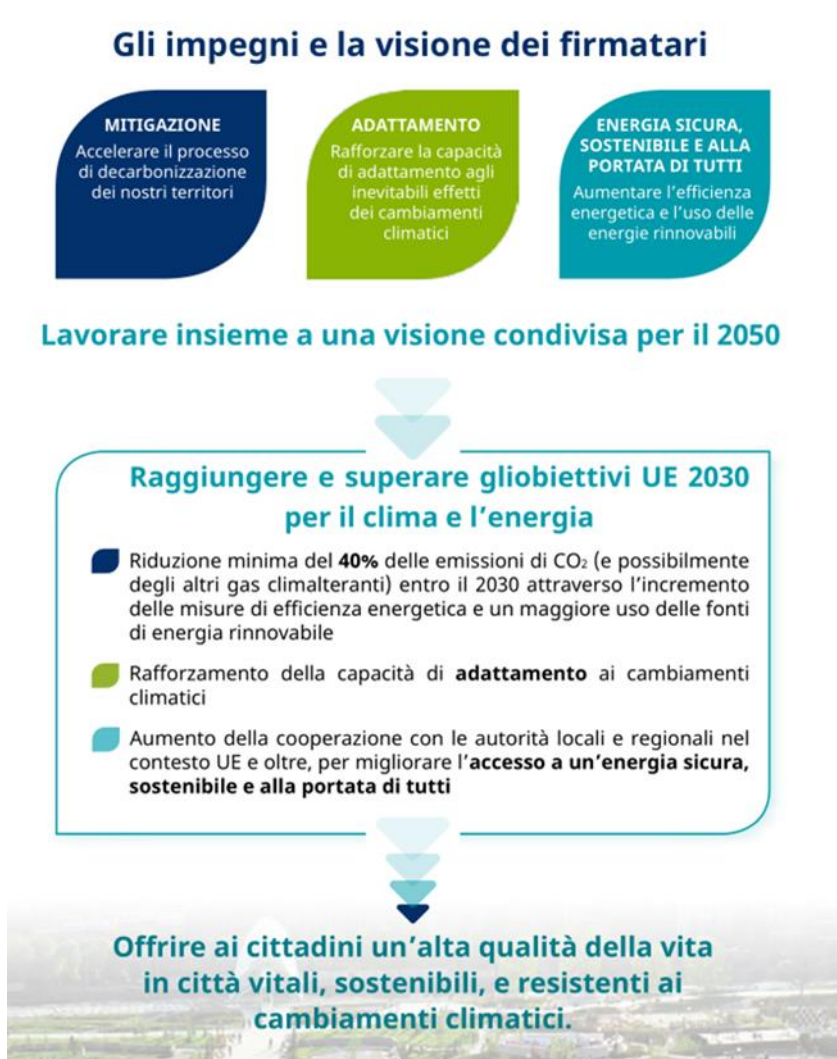 Gli impegni e la visione dei firmatari
MITIGAZIONE
Accelerare il processo
di decarbonizzazione
dei nostri territori
ADATTAMENTO
Rafforzare la capacità
di adattamento agli
inevitabili effetti
dei cambiamenti
climatici
ENERGIA SICURA,
SOSTENIBILE E ALLA
PORTATA DI TUTTI
Aumentare l'efficienza
energetica e l'uso delle
energie rinnovabili
Lavorare insieme a una visione condivisa per il 2050
Raggiungere e superare gliobiettivi UE 2030
per il clima e l'energia
Riduzione minima del 40% delle emissioni di CO₂ (e possibilmente
degli altri gas climalteranti) entro il 2030 attraverso l'incremento
delle misure di efficienza energetica e un maggiore uso delle fonti
di energia rinnovabile
Rafforzamento della capacità di adattamento ai cambiamenti
climatici
Aumento della cooperazione con le autorità locali e regionali nel
contesto UE e oltre, per migliorare l'accesso a un'energia sicura,
sostenibile e alla portata di tutti
Offrire ai cittadini un'alta qualità della vita
in città vitali, sostenibili, e resistenti ai
cambiamenti climatici.